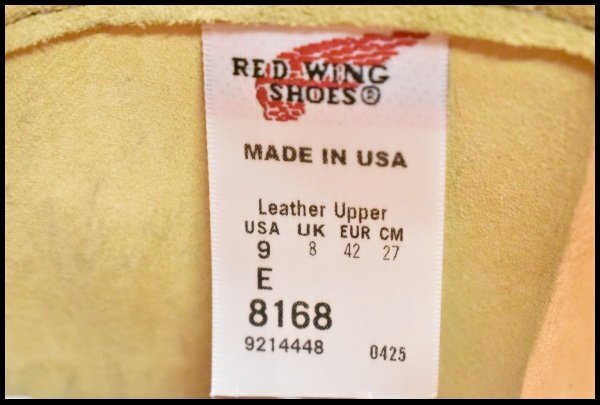 RED WING
SHOES®
MADE IN USA
Leather Upper
USA UK EUR CM
9 8 42 27
E
8168
9214448 0425